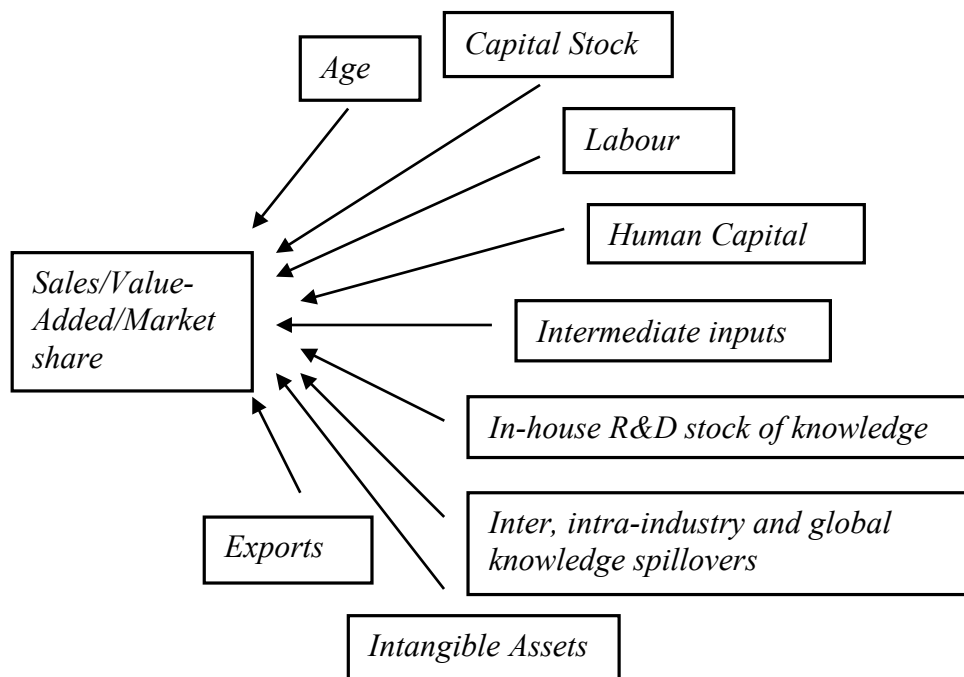 Capital Stock
Age
Labour
Human Capital
Sales/Value-
Added/Market
share
Intermediate inputs
In-house R&D stock of knowledge
Inter, intra-industry and global
knowledge spillovers
Exports
Intangible Assets